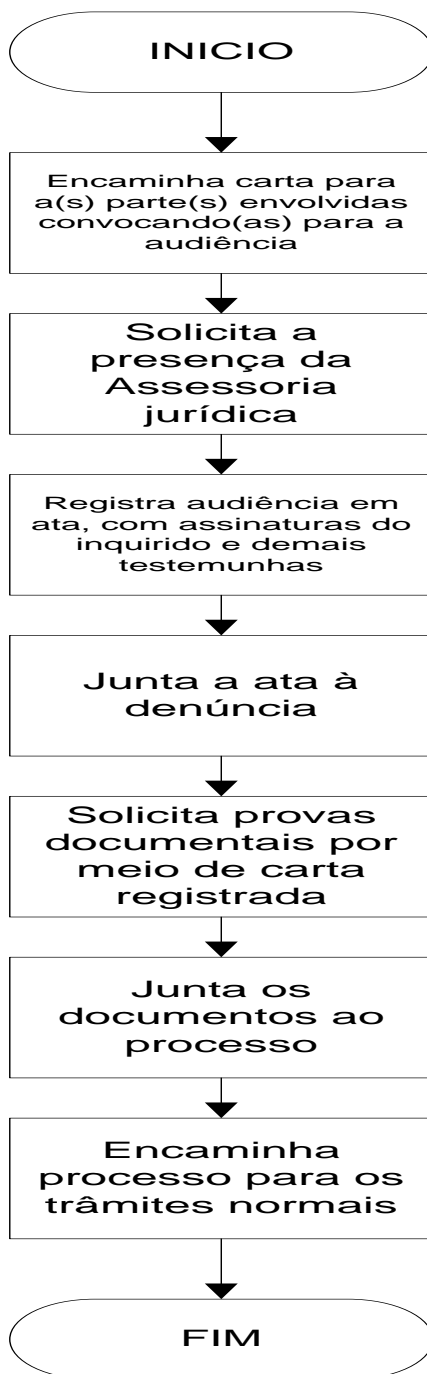 INICIO
Encaminha carta para
a(s) parte(s) envolvidas
convocando(as) para a
audiência
Solicita a
presença da
Assessoria
jurídica
Registra audiência em
ata, com assinaturas do
inquirido e demais
testemunhas
Junta a ata à
denúncia
Solicita provas
documentais por
meio de carta
registrada
Junta os
documentos ao
processo
Encaminha
processo para os
trâmites normais
FIM